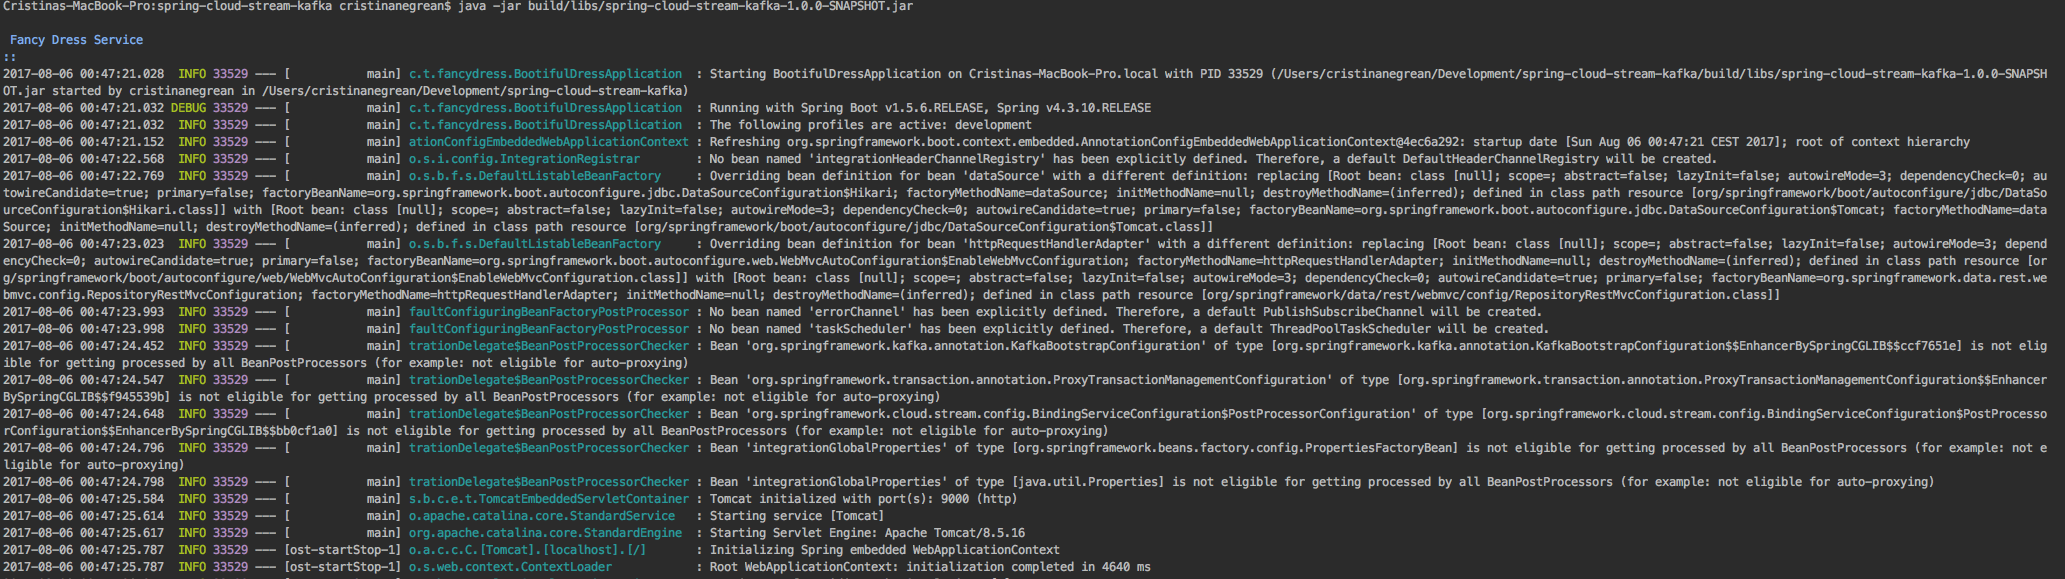 Cristinas-MacBook-Pro:spring-cloud-stream-kafka cristinanegrean$ java -jar build/libs/spring-cloud-stream-kafka-1.0.0-SNAPSHOT.jar
Fancy Dress Service
::
2017-08-06 00:47:21.028  INFO 33529 --- [           main] c.t.fancydress.BootifulDressApplication  : Starting BootifulDressApplication on Cristinas-MacBook-Pro.local with PID 33529 (/Users/cristinanegrean/Development/spring-cloud-stream-kafka/build/libs/spring-cloud-stream-kafka-1.0.0-SNAPSH
OT.jar started by cristinanegrean in /Users/cristinanegrean/Development/spring-cloud-stream-kafka)
2017-08-06 00:47:21.032 DEBUG 33529 --- [           main] c.t.fancydress.BootifulDressApplication  : Running with Spring Boot v1.5.6.RELEASE, Spring v4.3.10.RELEASE
2017-08-06 00:47:21.032  INFO 33529 --- [           main] c.t.fancydress.BootifulDressApplication  : The following profiles are active: development
2017-08-06 00:47:21.152  INFO 33529 --- [           main] ationConfigEmbeddedWebApplicationContext : Refreshing org.springframework.boot.context.embedded.AnnotationConfigEmbeddedWebApplicationContext@4ec6a292: startup date [Sun Aug 06 00:47:21 CEST 2017]; root of context hierarchy
2017-08-06 00:47:22.568  INFO 33529 --- [           main] o.s.i.config.IntegrationRegistrar        : No bean named 'integrationHeaderChannelRegistry' has been explicitly defined. Therefore, a default DefaultHeaderChannelRegistry will be created.
2017-08-06 00:47:22.769  INFO 33529 --- [           main] o.s.b.f.s.DefaultListableBeanFactory     : Overriding bean definition for bean 'dataSource' with a different definition: replacing [Root bean: class [null]; scope=; abstract=false; lazyInit=false; autowireMode=3; dependencyCheck=0; au
towireCandidate=true; primary=false; factoryBeanName=org.springframework.boot.autoconfigure.jdbc.DataSourceConfiguration$Hikari; factoryMethodName=dataSource; initMethodName=null; destroyMethodName=(inferred); defined in class path resource [org/springframework/boot/autoconfigure/jdbc/DataSo
urceConfiguration$Hikari.class]] with [Root bean: class [null]; scope=; abstract=false; lazyInit=false; autowireMode=3; dependencyCheck=0; autowireCandidate=true; primary=false; factoryBeanName=org.springframework.boot.autoconfigure.jdbc.DataSourceConfiguration$Tomcat; factoryMethodName=data
Source; initMethodName=null; destroyMethodName=(inferred); defined in class path resource [org/springframework/boot/autoconfigure/jdbc/DataSourceConfiguration$Tomcat.class]]
2017-08-06 00:47:23.023  INFO 33529 --- [           main] o.s.b.f.s.DefaultListableBeanFactory     : Overriding bean definition for bean 'httpRequestHandlerAdapter' with a different definition: replacing [Root bean: class [null]; scope=; abstract=false; lazyInit=false; autowireMode=3; depend
encyCheck=0; autowireCandidate=true; primary=false; factoryBeanName=org.springframework.boot.autoconfigure.web.WebMvcAutoConfiguration$EnableWebMvcConfiguration; factoryMethodName=httpRequestHandlerAdapter; initMethodName=null; destroyMethodName=(inferred); defined in class path resource [or
g/springframework/boot/autoconfigure/web/WebMvcAutoConfiguration$EnableWebMvcConfiguration.class]] with [Root bean: class [null]; scope=; abstract=false; lazyInit=false; autowireMode=3; dependencyCheck=0; autowireCandidate=true; primary=false; factoryBeanName=org.springframework.data.rest.we
bmvc.config.RepositoryRestMvcConfiguration; factoryMethodName=httpRequestHandlerAdapter; initMethodName=null; destroyMethodName=(inferred); defined in class path resource [org/springframework/data/rest/webmvc/config/RepositoryRestMvcConfiguration.class]]
2017-08-06 00:47:23.993  INFO 33529 --- [           main] faultConfiguringBeanFactoryPostProcessor : No bean named 'errorChannel' has been explicitly defined. Therefore, a default PublishSubscribeChannel will be created.
2017-08-06 00:47:23.998  INFO 33529 --- [           main] faultConfiguringBeanFactoryPostProcessor : No bean named 'taskScheduler' has been explicitly defined. Therefore, a default ThreadPoolTaskScheduler will be created.
2017-08-06 00:47:24.452  INFO 33529 --- [           main] trationDelegate$BeanPostProcessorChecker : Bean 'org.springframework.kafka.annotation.KafkaBootstrapConfiguration' of type [org.springframework.kafka.annotation.KafkaBootstrapConfiguration$$EnhancerBySpringCGLIB$$ccf7651e] is not elig
ible for getting processed by all BeanPostProcessors (for example: not eligible for auto-proxying)
2017-08-06 00:47:24.547  INFO 33529 --- [           main] trationDelegate$BeanPostProcessorChecker : Bean 'org.springframework.transaction.annotation.ProxyTransactionManagementConfiguration' of type [org.springframework.transaction.annotation.ProxyTransactionManagementConfiguration$$Enhancer
BySpringCGLIB$$f945539b] is not eligible for getting processed by all BeanPostProcessors (for example: not eligible for auto-proxying)
2017-08-06 00:47:24.648  INFO 33529 --- [           main] trationDelegate$BeanPostProcessorChecker : Bean 'org.springframework.cloud.stream.config.BindingServiceConfiguration$PostProcessorConfiguration' of type [org.springframework.cloud.stream.config.BindingServiceConfiguration$PostProcesso
rConfiguration$$EnhancerBySpringCGLIB$$bb0cf1a0] is not eligible for getting processed by all BeanPostProcessors (for example: not eligible for auto-proxying)
2017-08-06 00:47:24.796  INFO 33529 --- [           main] trationDelegate$BeanPostProcessorChecker : Bean 'integrationGlobalProperties' of type [org.springframework.beans.factory.config.PropertiesFactoryBean] is not eligible for getting processed by all BeanPostProcessors (for example: not e
ligible for auto-proxying)
2017-08-06 00:47:24.798  INFO 33529 --- [           main] trationDelegate$BeanPostProcessorChecker : Bean 'integrationGlobalProperties' of type [java.util.Properties] is not eligible for getting processed by all BeanPostProcessors (for example: not eligible for auto-proxying)
2017-08-06 00:47:25.584  INFO 33529 --- [           main] s.b.c.e.t.TomcatEmbeddedServletContainer : Tomcat initialized with port(s): 9000 (http)
2017-08-06 00:47:25.614  INFO 33529 --- [           main] o.apache.catalina.core.StandardService   : Starting service [Tomcat]
2017-08-06 00:47:25.617  INFO 33529 --- [           main] org.apache.catalina.core.StandardEngine  : Starting Servlet Engine: Apache Tomcat/8.5.16
2017-08-06 00:47:25.787  INFO 33529 --- [ost-startStop-1] o.a.c.c.C.[Tomcat].[localhost].[/]       : Initializing Spring embedded WebApplicationContext
2017-08-06 00:47:25.787  INFO 33529 --- [ost-startStop-1] o.s.web.context.ContextLoader            : Root WebApplicationContext: initialization completed in 4640 ms